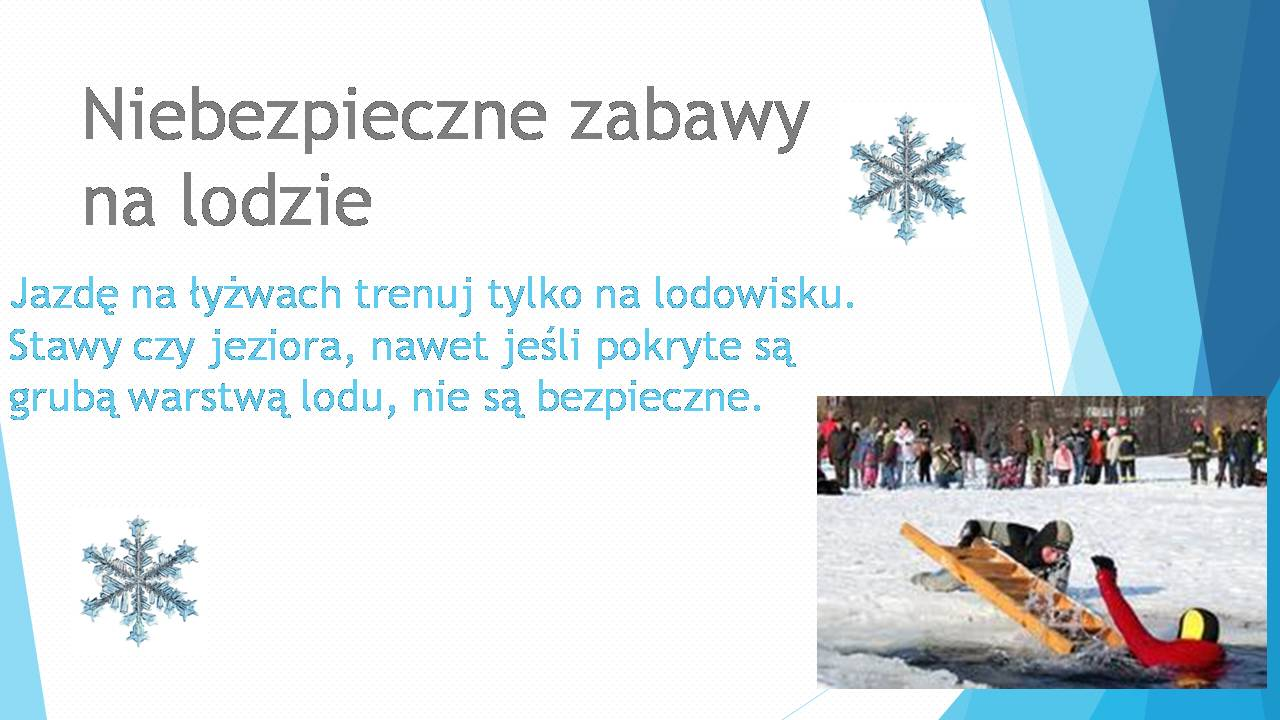 Niebezpieczne zabawy
na lodzie
Jazdę na łyżwach trenuj tylko na lodowisku.
Stawy czy jeziora, nawet jeśli pokryte są
grubą warstwą lodu, nie są bezpieczne.